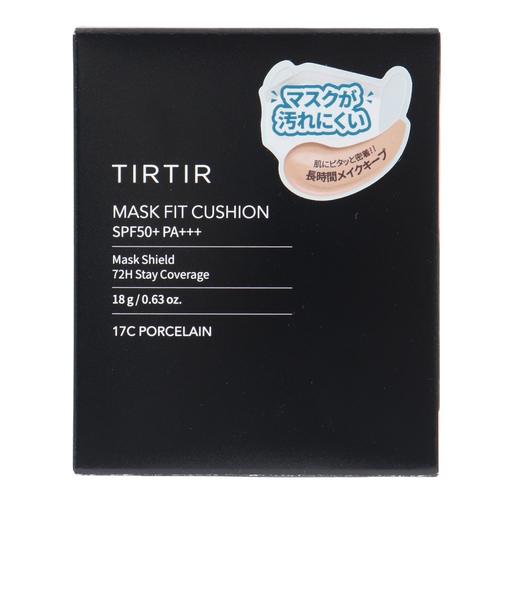 マスクが
汚れにくい
肌にピタッと密着!!
長時間メイクキープ
TIRTIR
MASK FIT CUSHION
SPF50+ PA+++
Mask Shield
72H Stay Coverage
18 g / 0.63 oz.
17C PORCELAIN